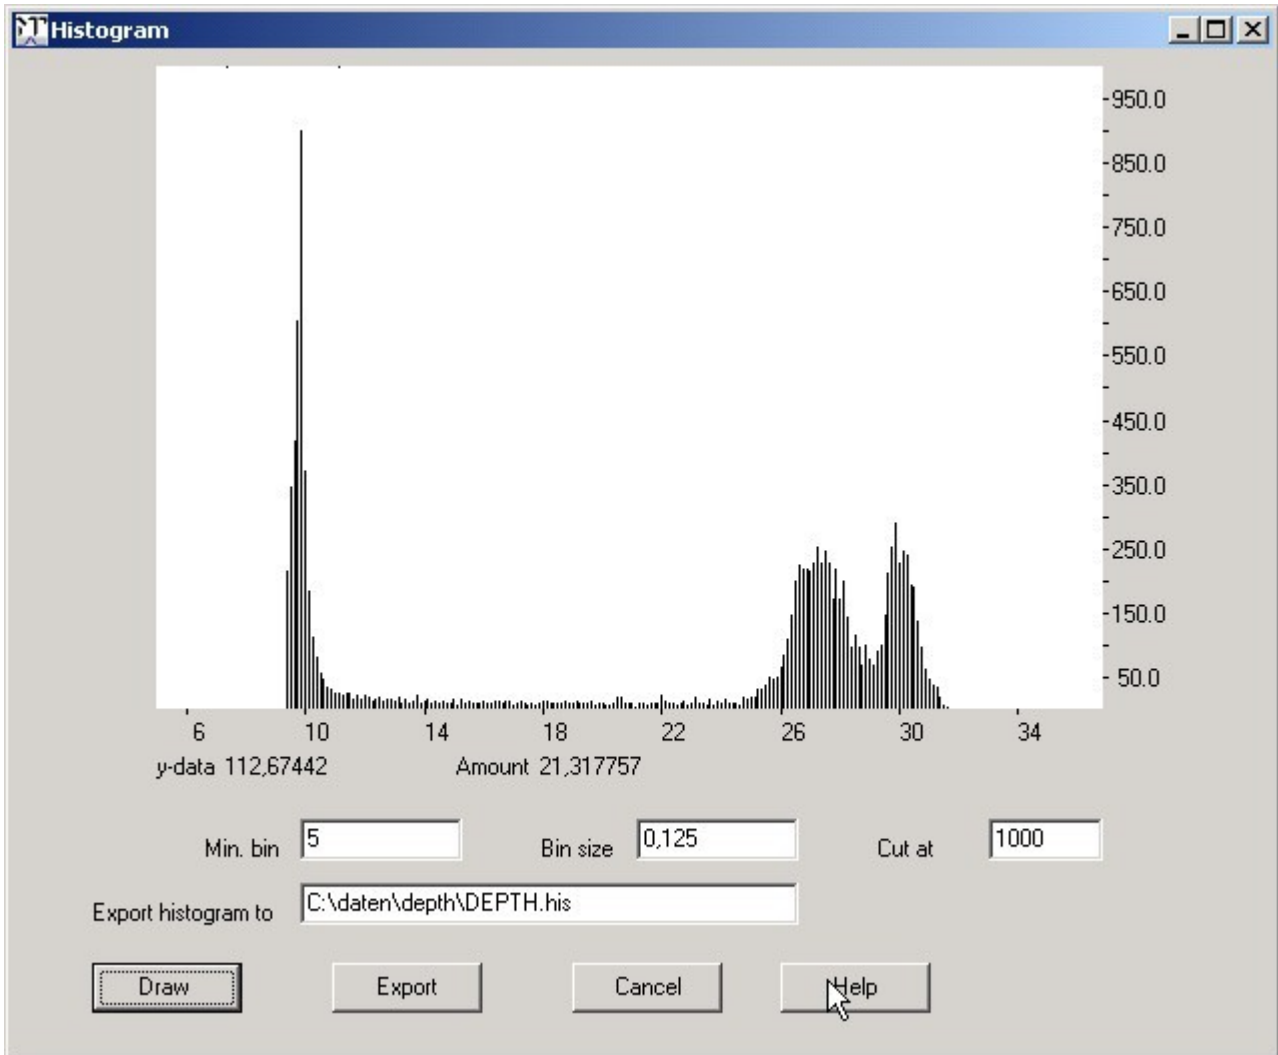 Histogram
950.0
850.0
750.0
650.0
550.0
450.0
350.0
250.0
150.0
50.0
6 10 14 18 22 26 30 34
y-data 112,67442 Amount 21,317757
Min. bin 5 Bin size 0,125 Cut at 1000
Export histogram to C:\daten\depth\DEPTH.his
Draw Export Cancel Help